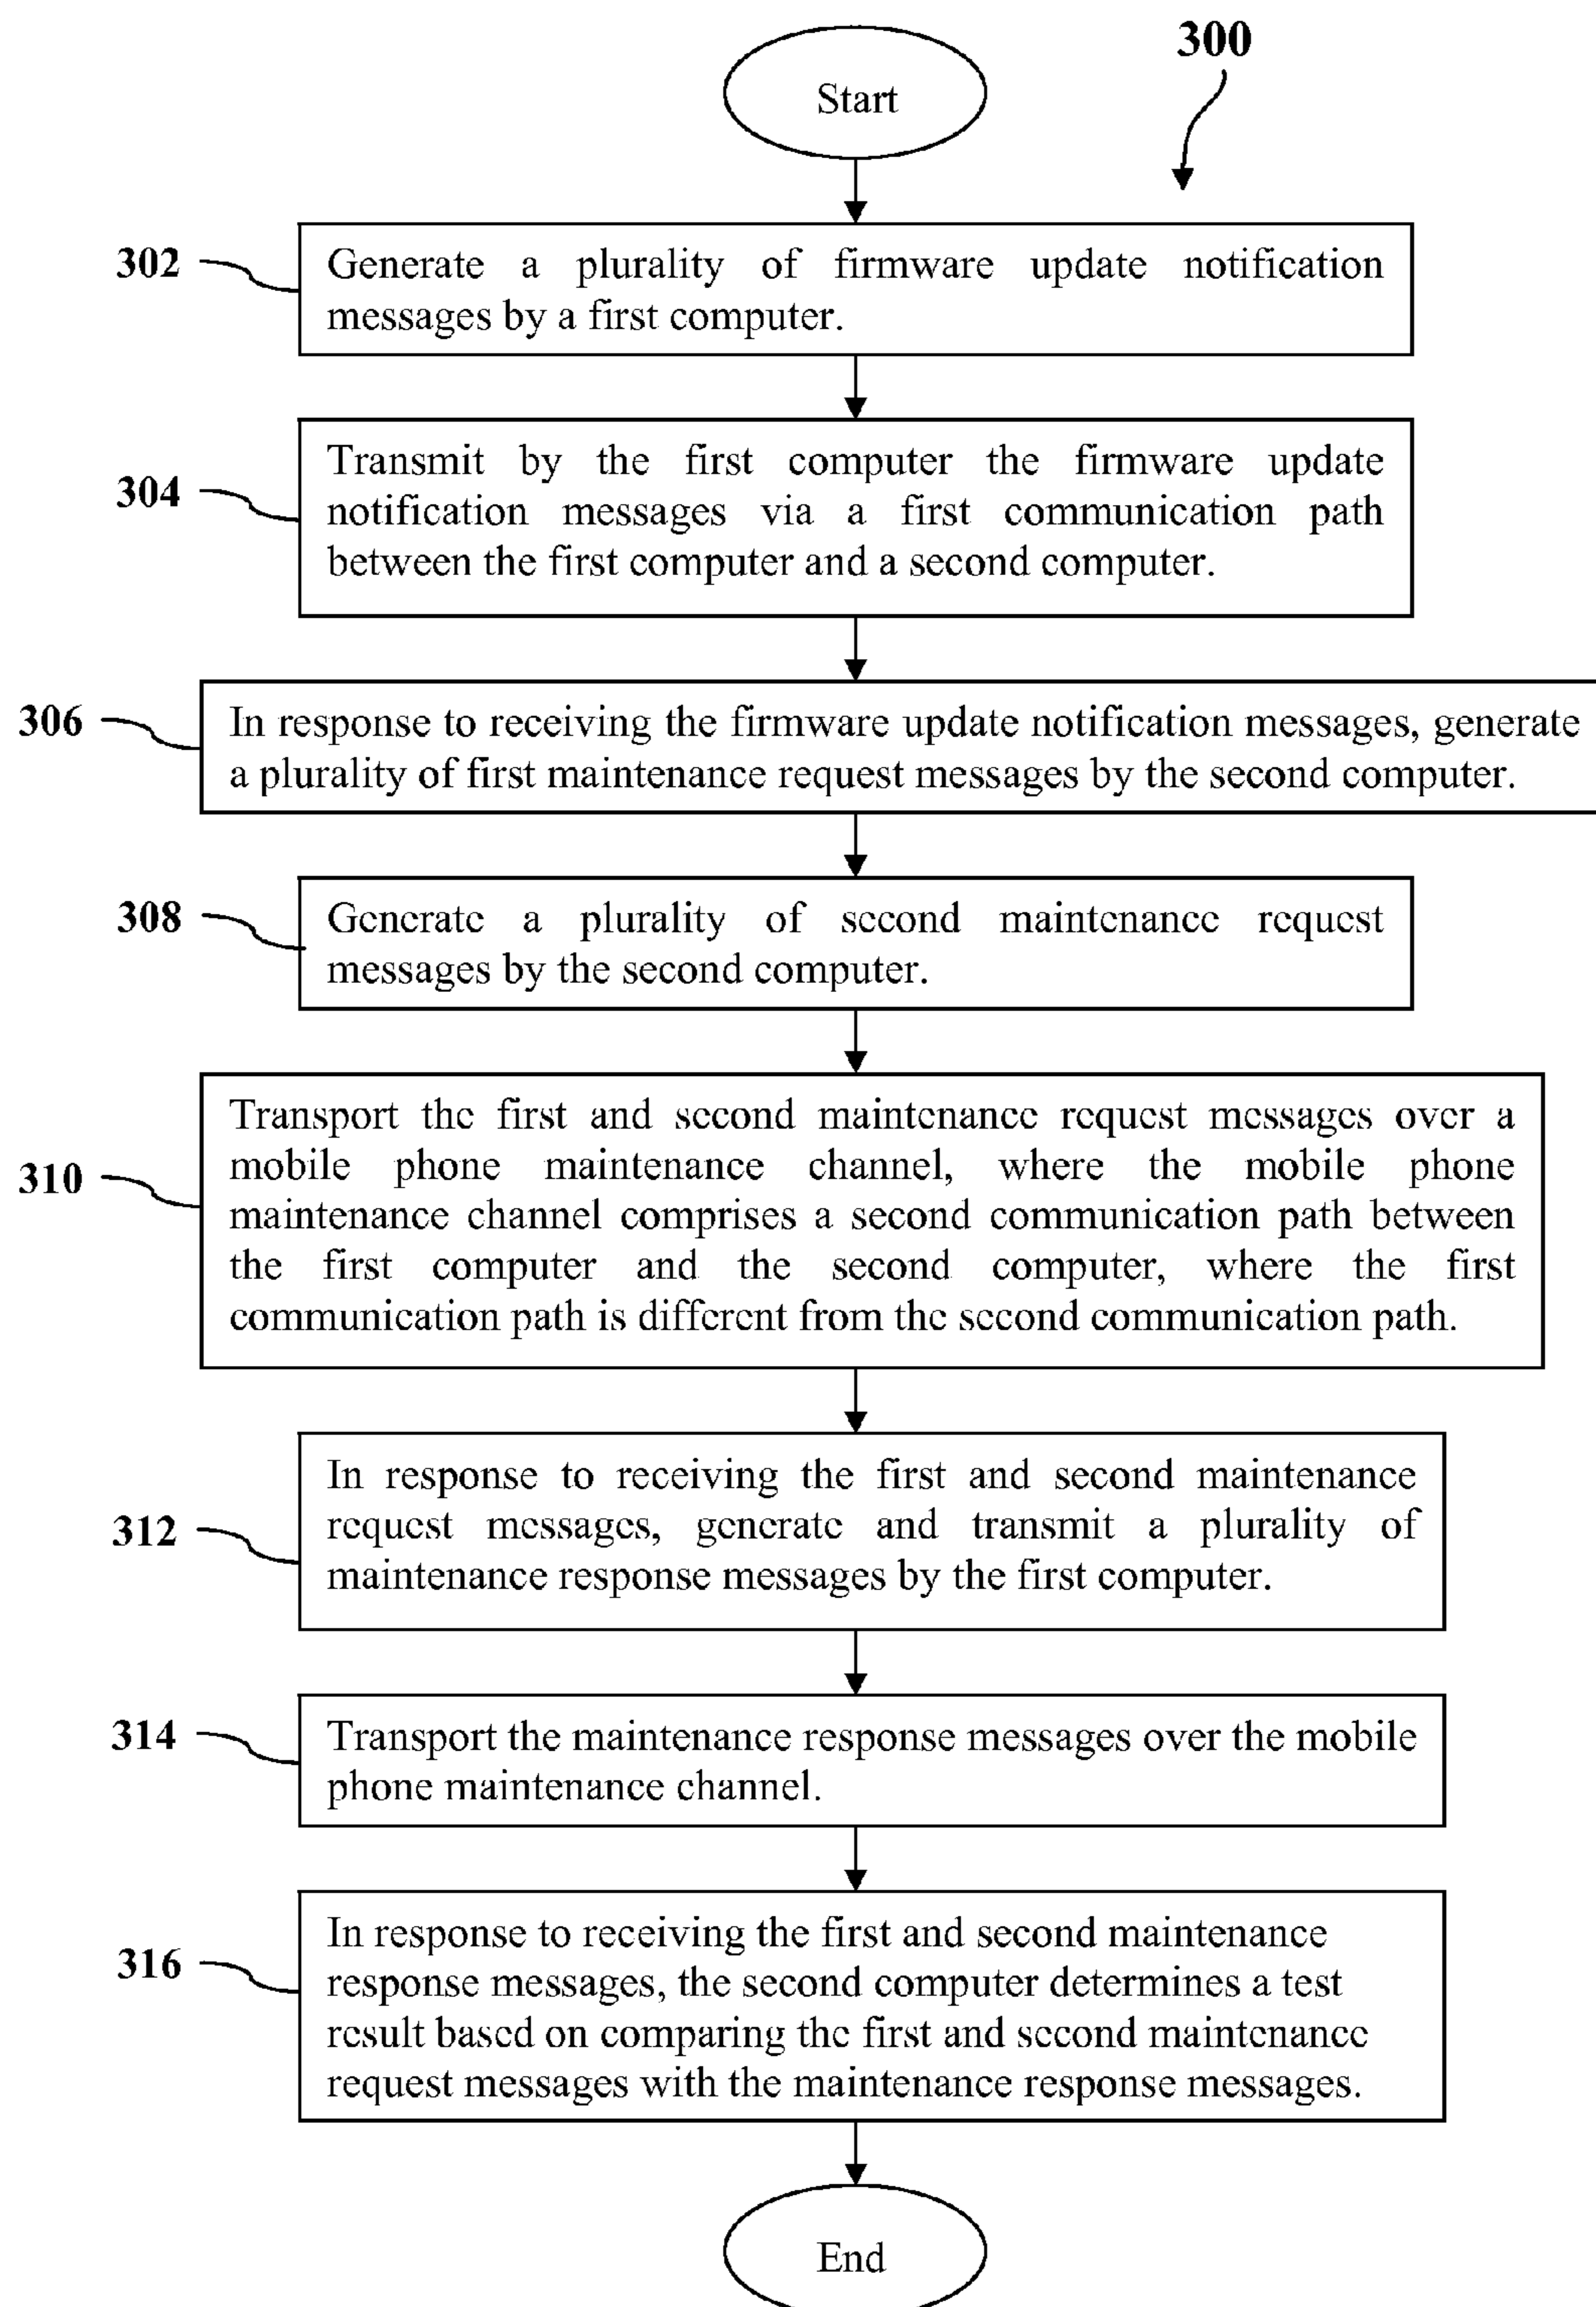 300
Start
302
Generate a plurality of firmware update notification
messages by a first computer.
304
Transmit by the first computer the firmware update
notification messages via a first communication path
between the first computer and a second computer.
306
In response to receiving the firmware update notification messages, generate
a plurality of first maintenance request messages by the second computer.
308
Generate a plurality of second maintenance request
messages by the second computer.
310
Transport the first and second maintenance request messages over a
mobile phone maintenance channel, where the mobile phone
maintenance channel comprises a second communication path between
the first computer and the second computer, where the first
communication path is different from the second communication path.
312
In response to receiving the first and second maintenance
request messages, generate and transmit a plurality of
maintenance response messages by the first computer.
314
Transport the maintenance response messages over the mobile
phone maintenance channel.
316
In response to receiving the first and second maintenance
response messages, the second computer determines a test
result based on comparing the first and second maintenance
request messages with the maintenance response messages.
End